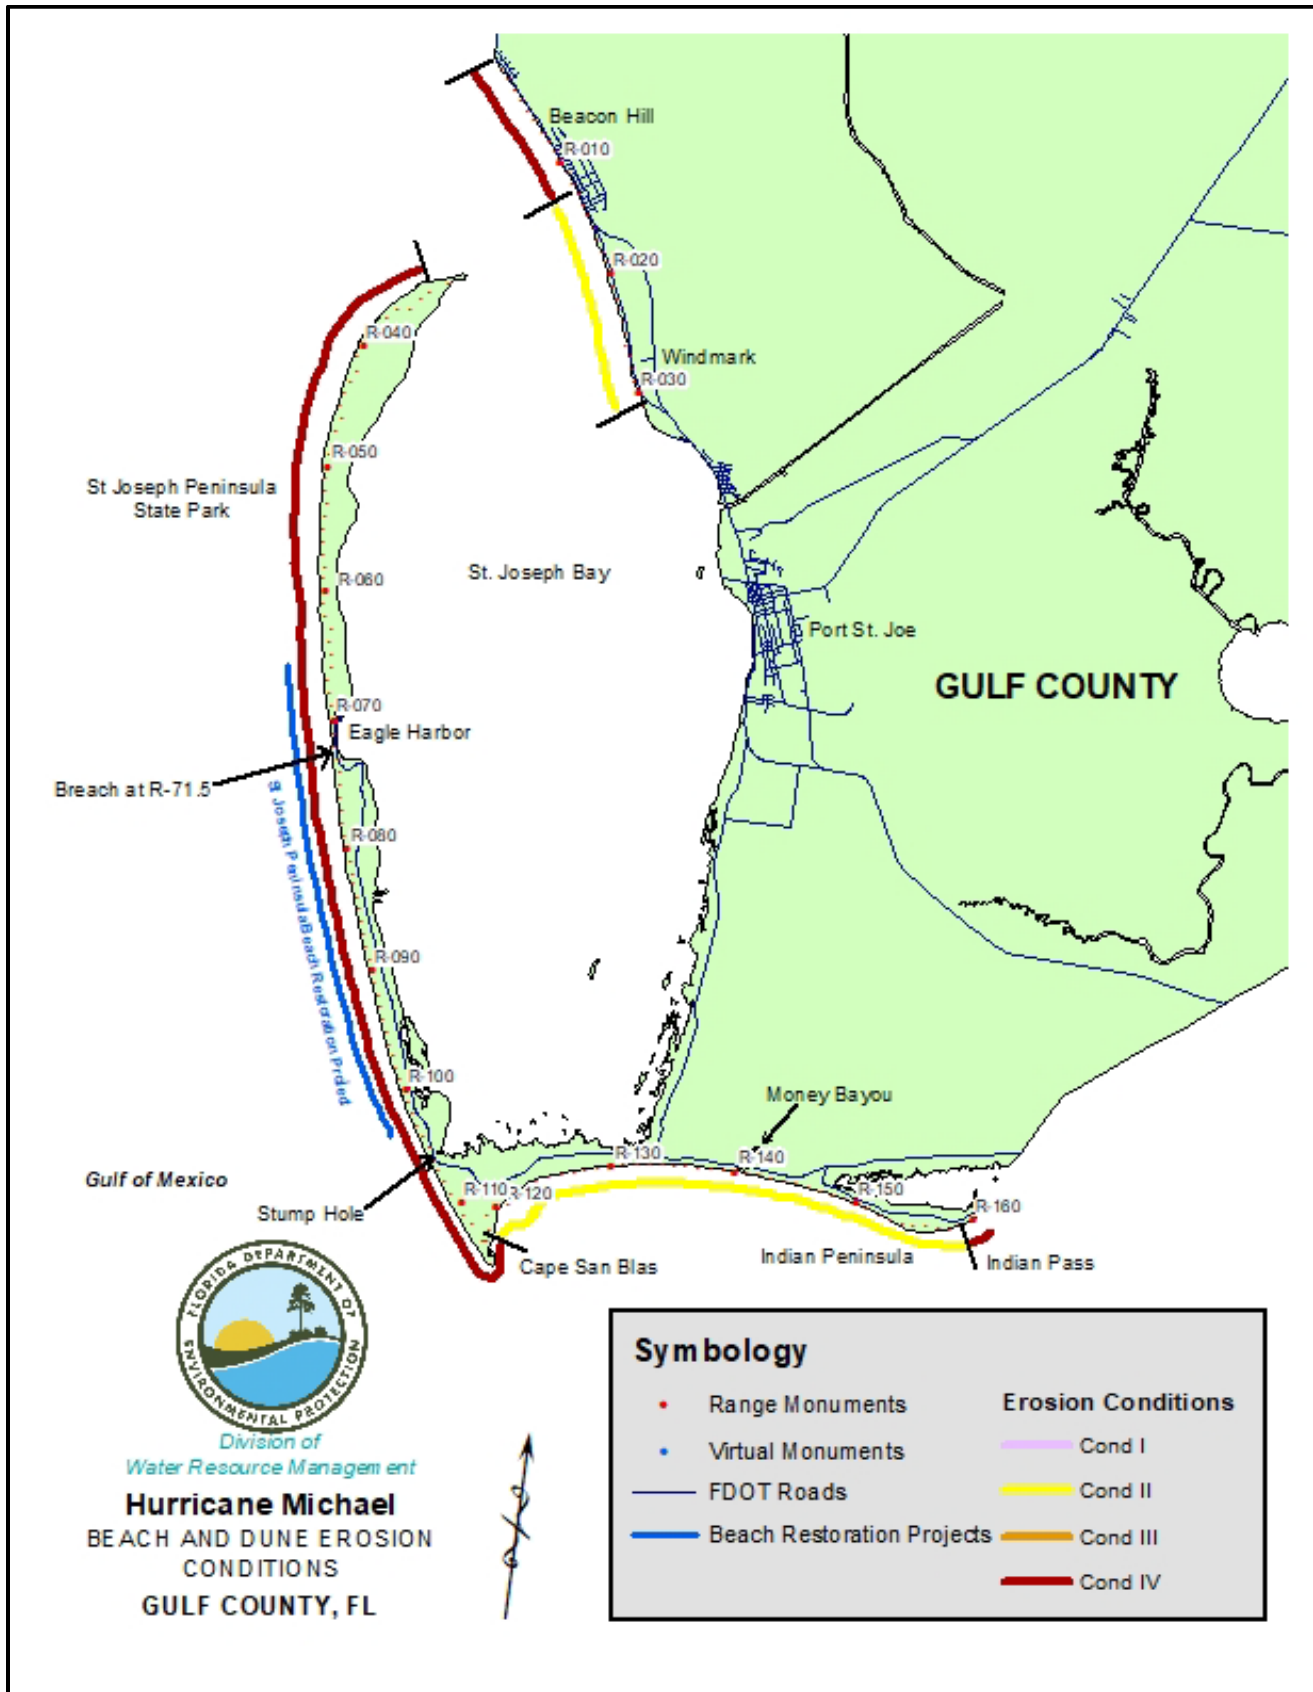 Beacon Hill
R-010
R-020
Windmark
R-030
R-040
R-050
St Joseph Peninsula
State Park
R-060
St. Joseph Bay
Port St. Joe
GULF COUNTY
R-070
Eagle Harbor
Breach at R-71.5
St Joseph Peninsula Beach Restoration Project
R-080
R-090
R-100
Money Bayou
R-130
R-140
Gulf of Mexico
R-110
R-120
R-150
R-160
Stump Hole
Cape San Blas
Indian Peninsula
Indian Pass
FLORIDA DEPARTMENT OF
ENVIRONMENTAL PROTECTION
Division of
Water Resource Management
Hurricane Michael
BEACH AND DUNE EROSION
CONDITIONS
GULF COUNTY, FL
Symbology
Range Monuments
Virtual Monuments
FDOT Roads
Beach Restoration Projects
Erosion Conditions
Cond I
Cond II
Cond III
Cond IV